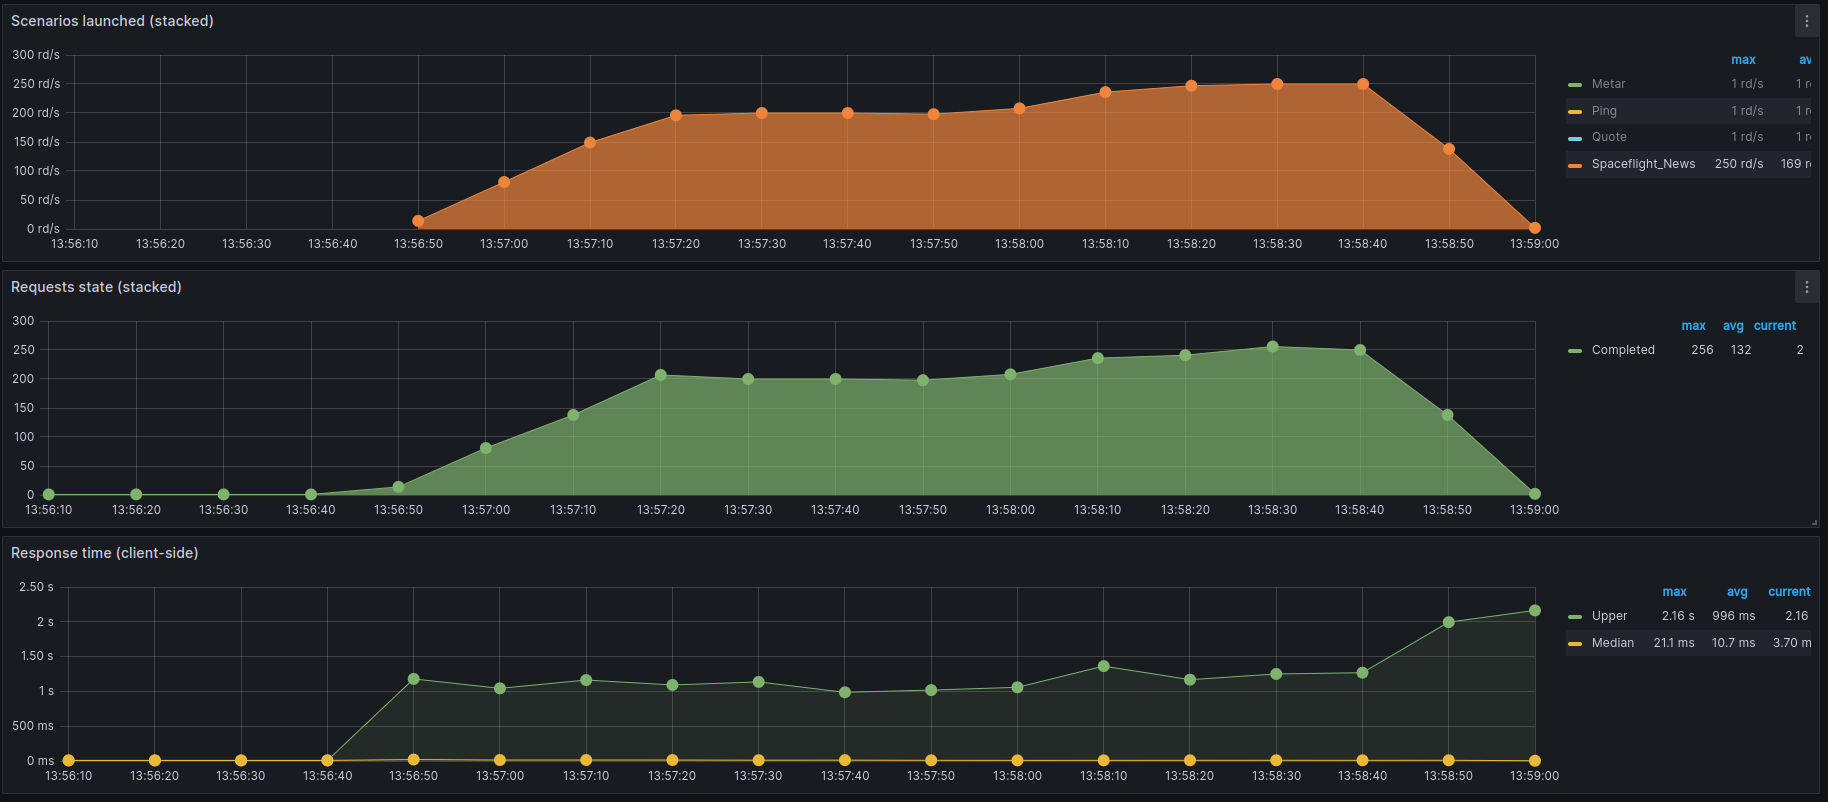 Scenarios launched (stacked)
300 rd/s
250 rd/s
200 rd/s
150 rd/s
100 rd/s
50 rd/s
0 rd/s
13:56:10 13:56:20 13:56:30 13:56:40 13:56:50 13:57:00 13:57:10 13:57:20 13:57:30 13:57:40 13:57:50 13:58:00 13:58:10 13:58:20 13:58:30 13:58:40 13:58:50 13:59:00
max av
Metar 1 rd/s 1 r
Ping 1 rd/s 1 r
Quote 1 rd/s 1 r
Spaceflight_News 250 rd/s 169 r
Requests state (stacked)
300
250
200
150
100
50
0
13:56:10 13:56:20 13:56:30 13:56:40 13:56:50 13:57:00 13:57:10 13:57:20 13:57:30 13:57:40 13:57:50 13:58:00 13:58:10 13:58:20 13:58:30 13:58:40 13:58:50 13:59:00
max avg current
Completed 256 132 2
Response time (client-side)
2.50 s
2 s
1.50 s
1 s
500 ms
0 ms
13:56:10 13:56:20 13:56:30 13:56:40 13:56:50 13:57:00 13:57:10 13:57:20 13:57:30 13:57:40 13:57:50 13:58:00 13:58:10 13:58:20 13:58:30 13:58:40 13:58:50 13:59:00
max avg current
Upper 2.16 s 996 ms 2.16
Median 21.1 ms 10.7 ms 3.70 m